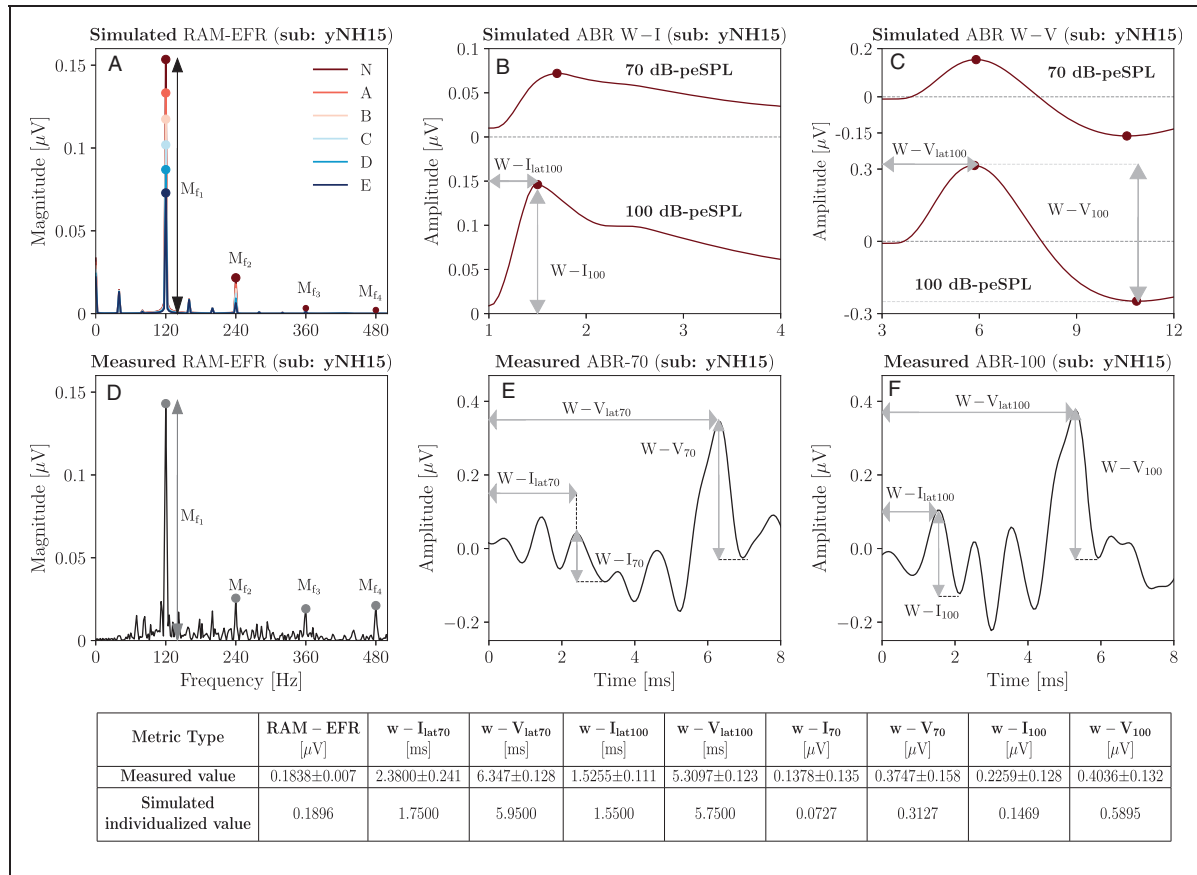 Simulated RAM-EFR (sub: yNH15)
A
0.15
0.1
0.05
0
Magnitude [μV]
N
A
B
C
D
E
M_f1
M_f2
M_f3
M_f4
0 120 240 360 480
Simulated ABR W−I (sub: yNH15)
B
0.1
0.05
0
0.15
0.1
0.05
0
Amplitude [μV]
70 dB-peSPL
W−I_lat100
100 dB-peSPL
W−I_100
1 2 3 4
Simulated ABR W−V (sub: yNH15)
C
0.2
0
-0.15
0.3
0
-0.3
Amplitude [μV]
70 dB-peSPL
W−V_lat100
W−V_100
100 dB-peSPL
3 6 9 12
Measured RAM-EFR (sub: yNH15)
D
0.15
0.1
0.05
0
Magnitude [μV]
M_f1
M_f2
M_f3
M_f4
0 120 240 360 480
Frequency [Hz]
Measured ABR-70 (sub: yNH15)
E
0.4
0.2
0.0
−0.2
Amplitude [μV]
W−V_lat70
W−V_70
W−I_lat70
W−I_70
0 2 4 6 8
Time [ms]
Measured ABR-100 (sub: yNH15)
F
0.4
0.2
0.0
−0.2
Amplitude [μV]
W−V_lat100
W−V_100
W−I_lat100
W−I_100
0 2 4 6 8
Time [ms]
Metric Type RAM − EFR [μV] w − I_lat70 [ms] w − V_lat70 [ms] w − I_lat100 [ms] w − V_lat100 [ms] w − I_70 [μV] w − V_70 [μV] w − I_100 [μV] w − V_100 [μV]
Measured value 0.1838±0.007 2.3800±0.241 6.347±0.128 1.5255±0.111 5.3097±0.123 0.1378±0.135 0.3747±0.158 0.2259±0.128 0.4036±0.132
Simulated individualized value 0.1896 1.7500 5.9500 1.5500 5.7500 0.0727 0.3127 0.1469 0.5895